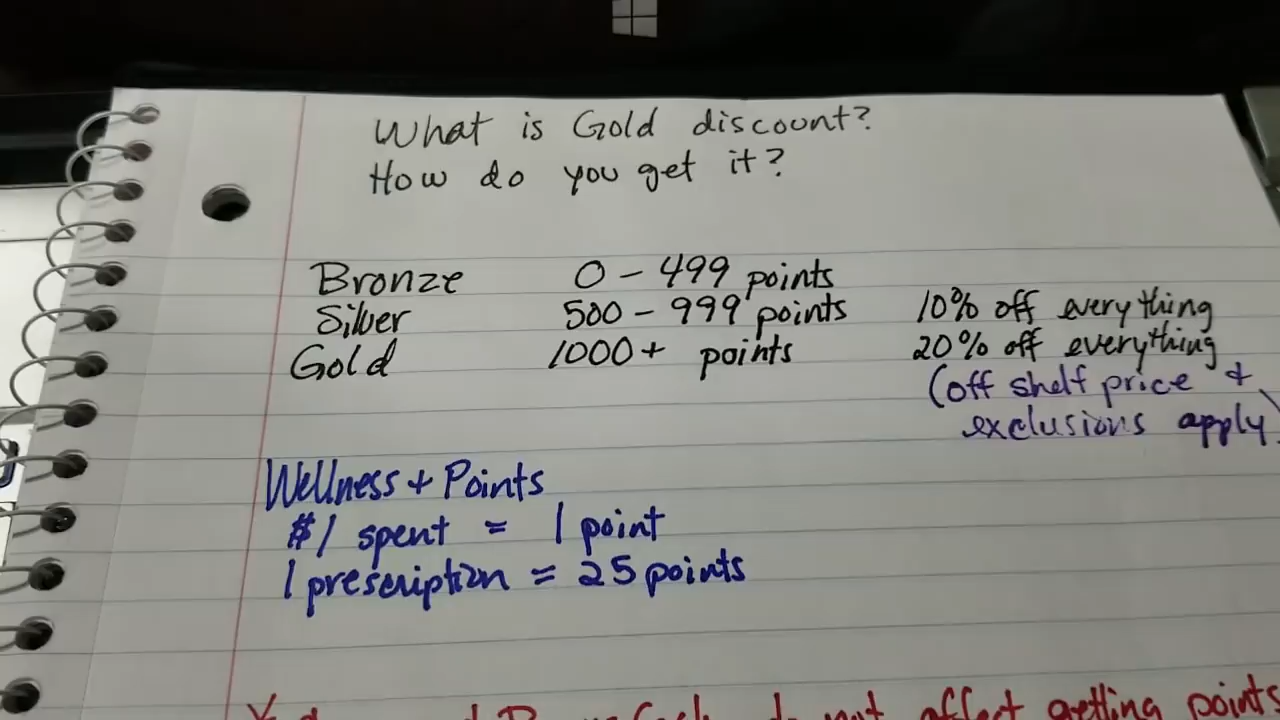 What is Gold discount?
How do you get it?
Bronze 0 - 499 points
Silver 500 - 999 points 10% off everything
Gold 1000+ points 20% off everything
(off shelf price +
exclusions apply)
Wellness + Points
$1 spent = 1 point
1 prescription = 25 points
do not affect getting points